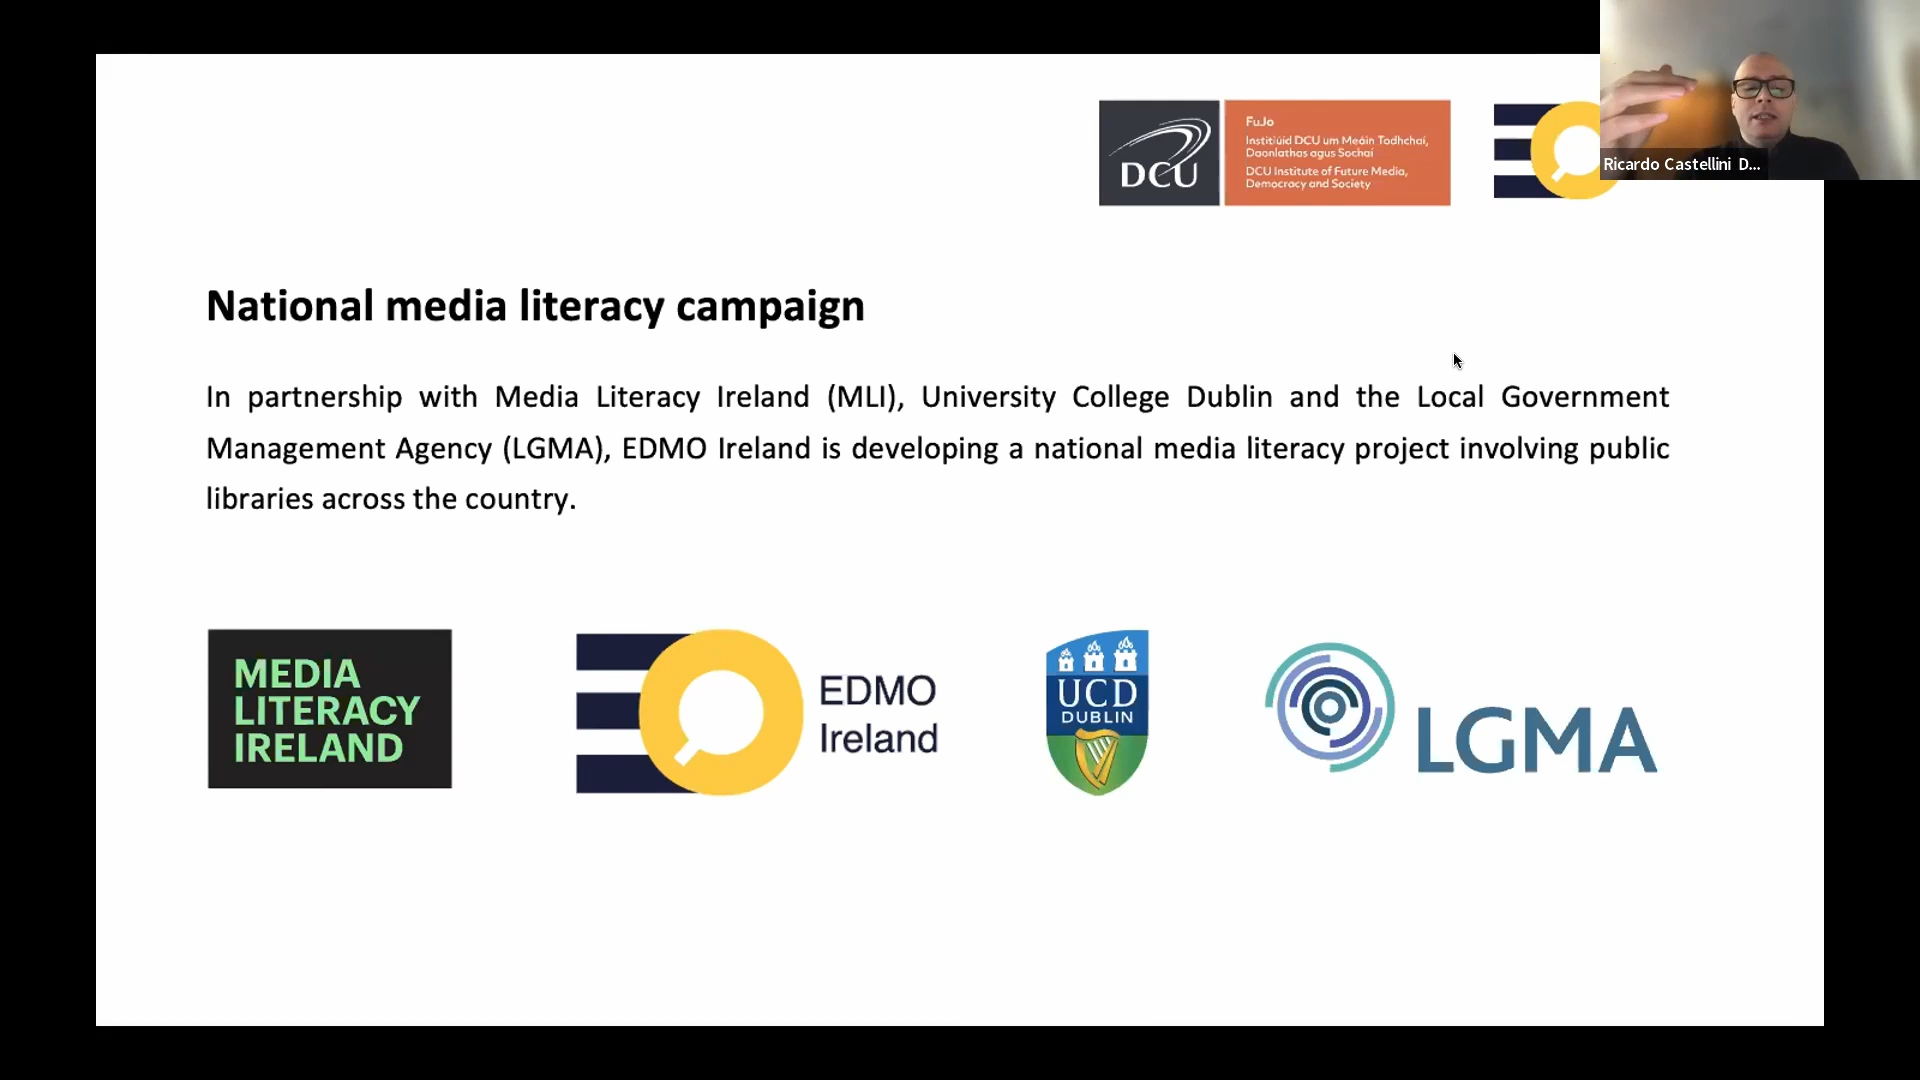 DCU
FuJo
Institiúid DCU um Meáin Todhchaí,
Daonlathas agus Sochaí
DCU Institute of Future Media,
Democracy and Society
Ricardo Castellini D...
National media literacy campaign
In partnership with Media Literacy Ireland (MLI), University College Dublin and the Local Government
Management Agency (LGMA), EDMO Ireland is developing a national media literacy project involving public
libraries across the country.
MEDIA
LITERACY
IRELAND
EDMO
Ireland
UCD
DUBLIN
LGMA